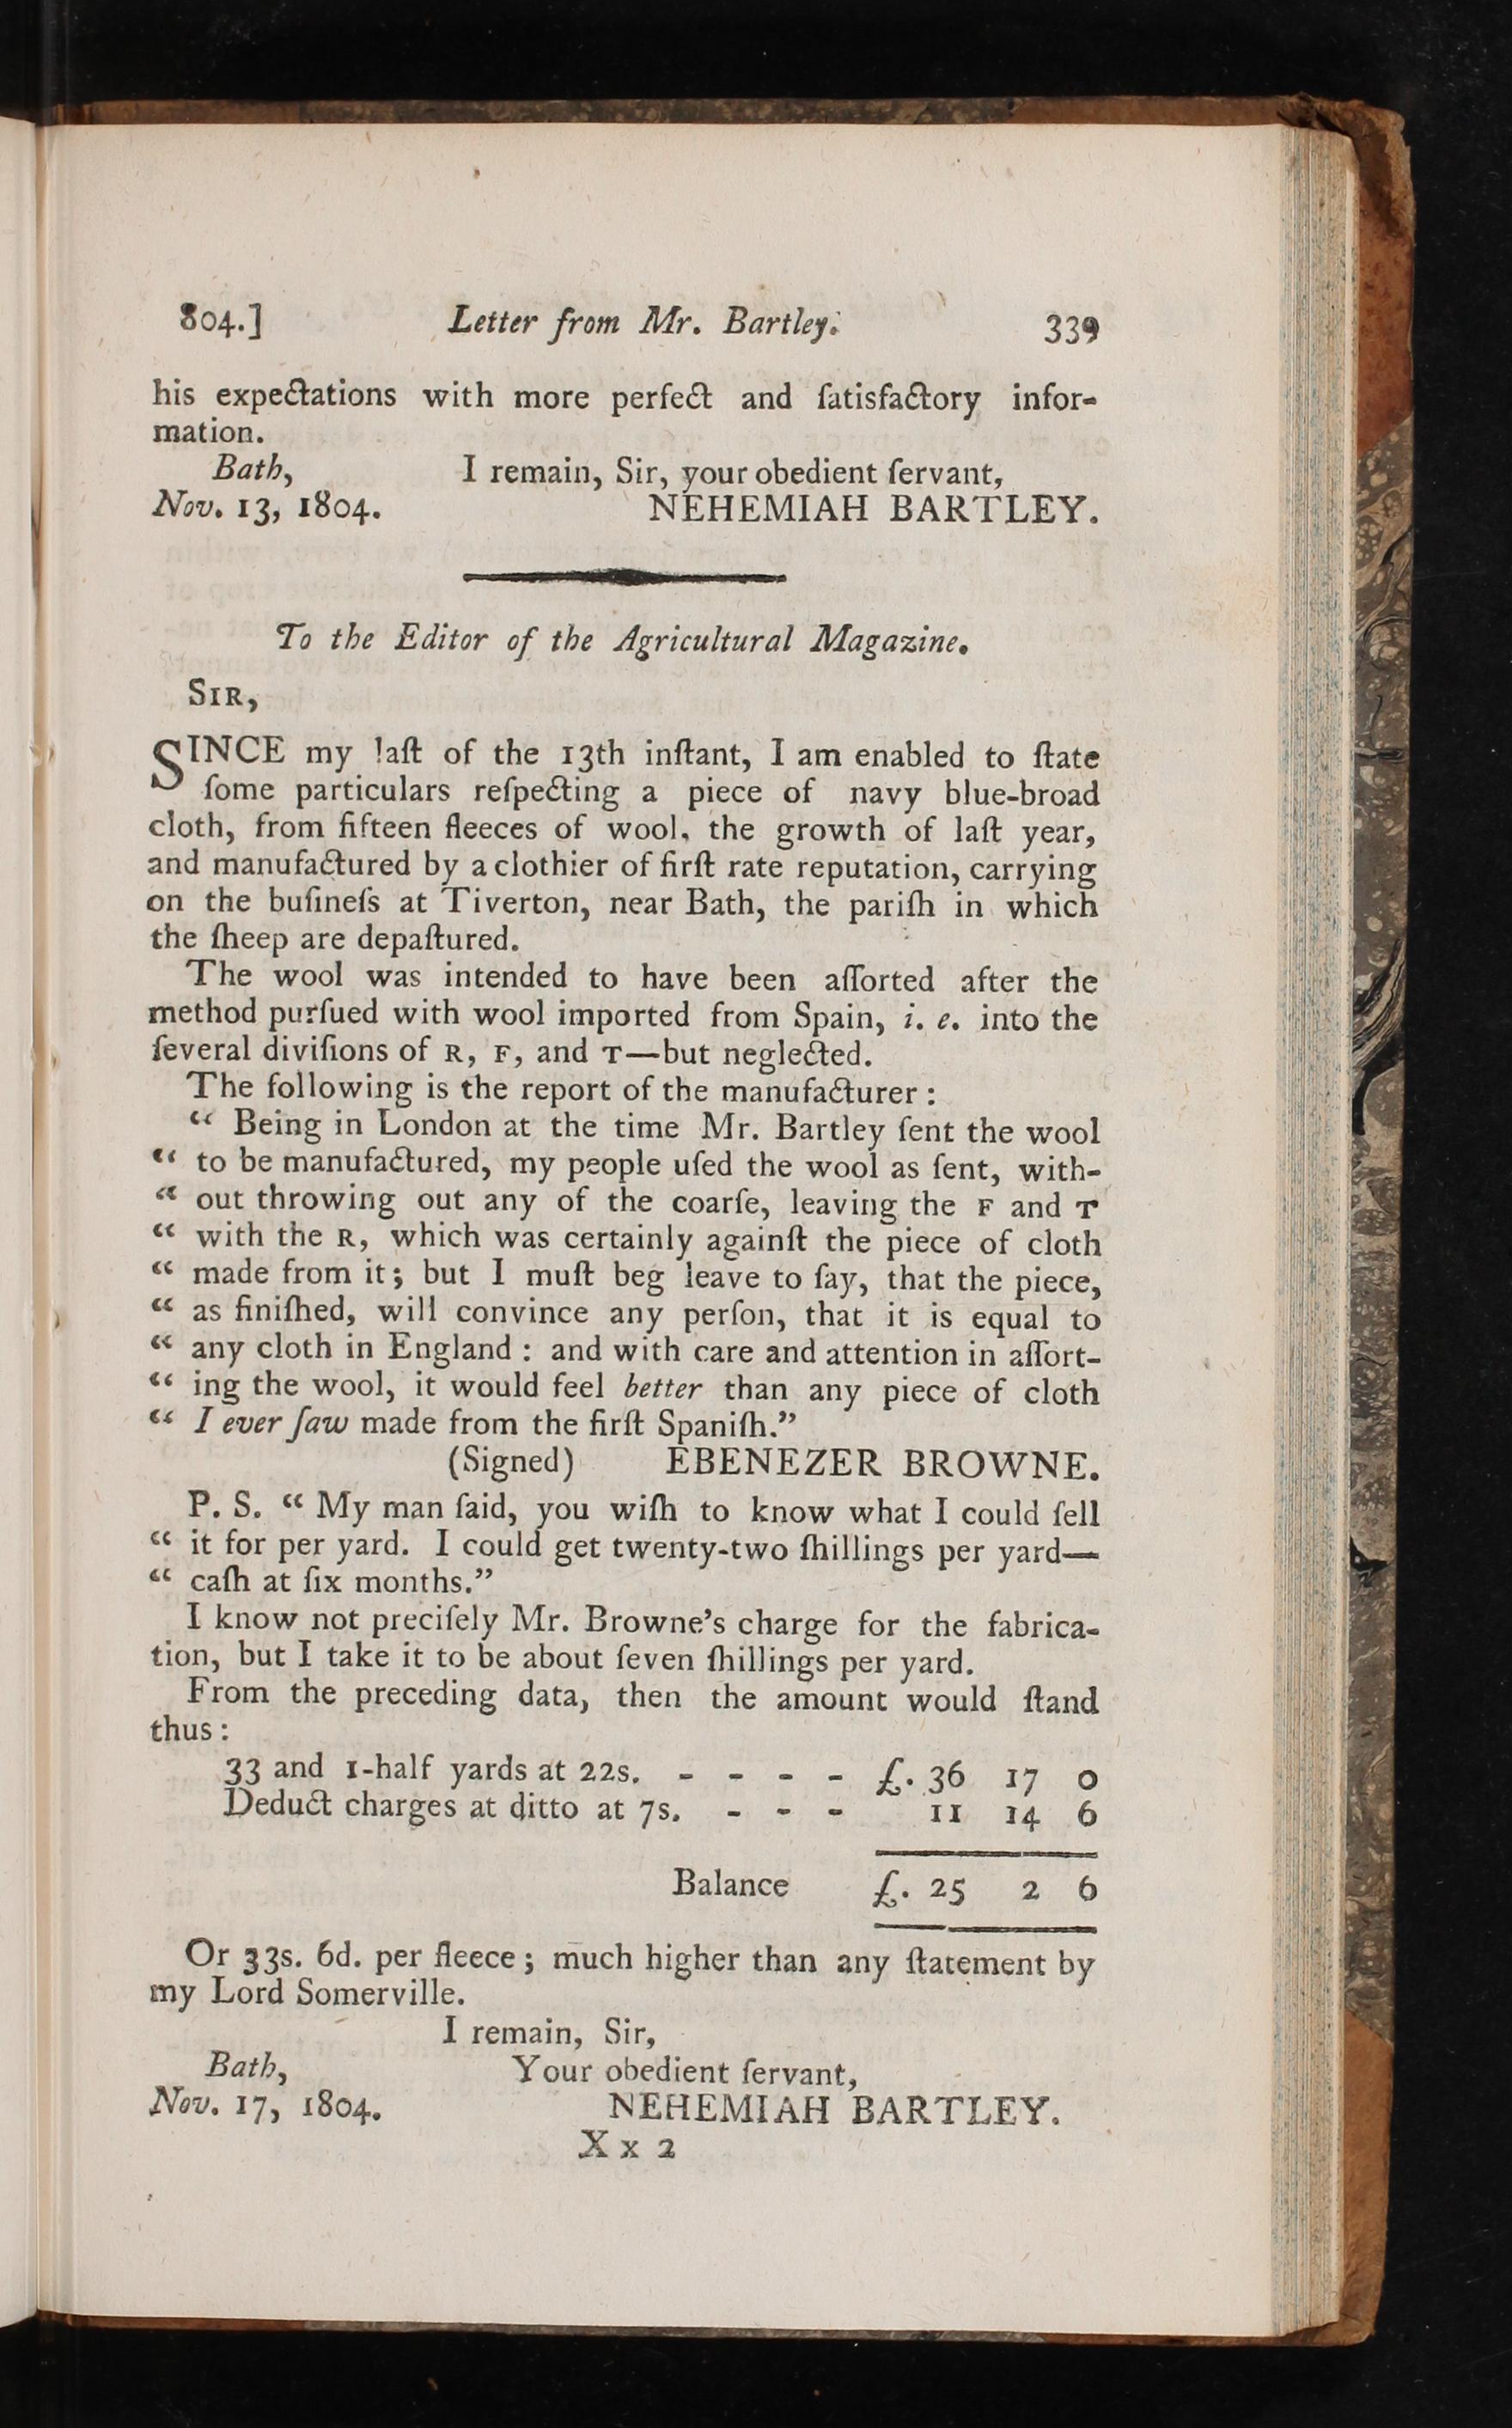 804.] Letter from Mr. Bartley. 339
his expectations with more perfect and ſatisfactory infor-
mation.
Bath, I remain, Sir, your obedient ſervant,
Nov. 13, 1804. NEHEMIAH BARTLEY.
To the Editor of the Agricultural Magazine.
SIR,
SINCE my laſt of the 13th inſtant, I am enabled to ſtate
ſome particulars reſpecting a piece of navy blue-broad
cloth, from fifteen fleeces of wool, the growth of laſt year,
and manufactured by a clothier of firſt rate reputation, carrying
on the buſineſs at Tiverton, near Bath, the pariſh in which
the ſheep are depaſtured.
The wool was intended to have been aſſorted after the
method purſued with wool imported from Spain, i. e. into the
ſeveral diviſions of R, F, and T—but neglected.
The following is the report of the manufacturer :
“ Being in London at the time Mr. Bartley ſent the wool
“ to be manufactured, my people uſed the wool as ſent, with-
“ out throwing out any of the coarſe, leaving the F and T
“ with the R, which was certainly againſt the piece of cloth
“ made from it; but I muſt beg leave to ſay, that the piece,
“ as finiſhed, will convince any perſon, that it is equal to
“ any cloth in England : and with care and attention in aſſort-
“ ing the wool, it would feel better than any piece of cloth
“ I ever ſaw made from the firſt Spaniſh.”
(Signed) EBENEZER BROWNE.
P. S. “ My man ſaid, you wiſh to know what I could ſell
“ it for per yard. I could get twenty-two ſhillings per yard—
“ caſh at ſix months.”
I know not preciſely Mr. Browne’s charge for the fabrica-
tion, but I take it to be about ſeven ſhillings per yard.
From the preceding data, then the amount would ſtand
thus :
33 and 1-half yards at 22s. - - - - £. 36 17 0
Deduct charges at ditto at 7s. - - - 11 14 6
Balance £. 25 2 6
Or 33s. 6d. per fleece ; much higher than any ſtatement by
my Lord Somerville.
I remain, Sir,
Bath, Your obedient ſervant,
Nov. 17, 1804. NEHEMIAH BARTLEY.
X x 2